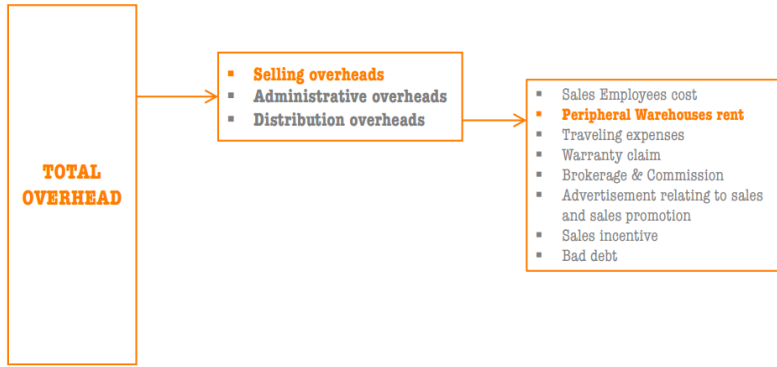 TOTAL
OVERHEAD
Selling overheads
Administrative overheads
Distribution overheads
Sales Employees cost
Peripheral Warehouses rent
Traveling expenses
Warranty claim
Brokerage & Commission
Advertisement relating to sales
and sales promotion
Sales incentive
Bad debt